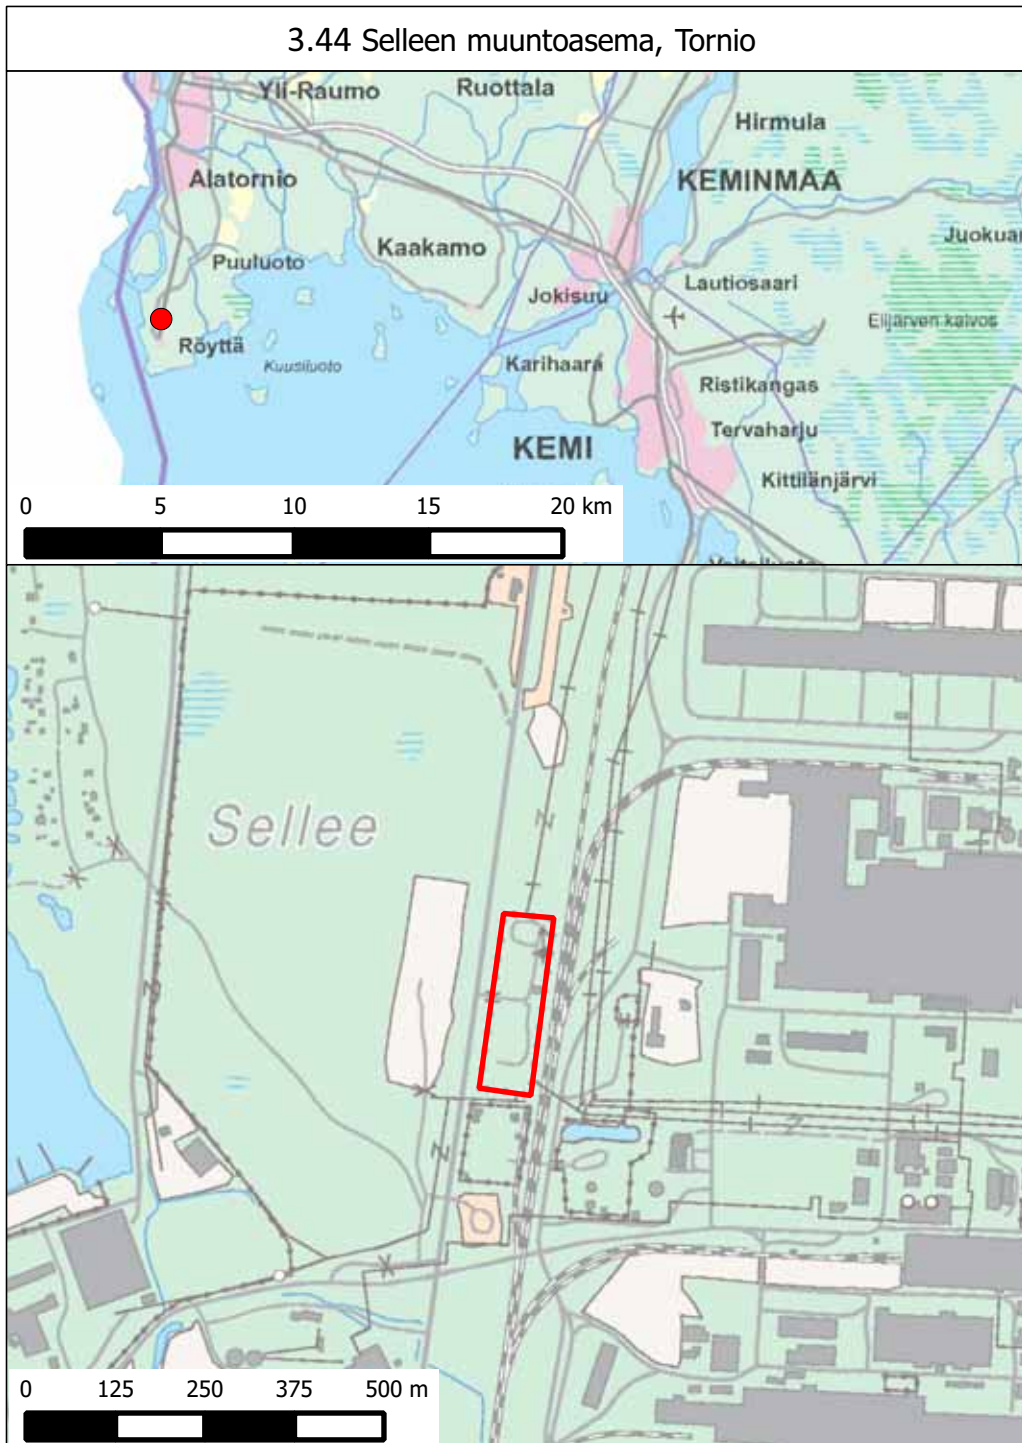 3.44 Selleen muuntoasema, Tornio
Yli-Raumo
Ruottala
Hirmula
Alatornio
KEMINMAA
Kaakamo
Juokuar
Puuluoto
Lautiosaari
Jokisuu
Elijärven kaivos
Röyttä
Kuusiluoto
Karihaara
Ristikangas
Tervaharju
KEMI
Kittilänjärvi
0 5 10 15 20 km
Sellee
0 125 250 375 500 m